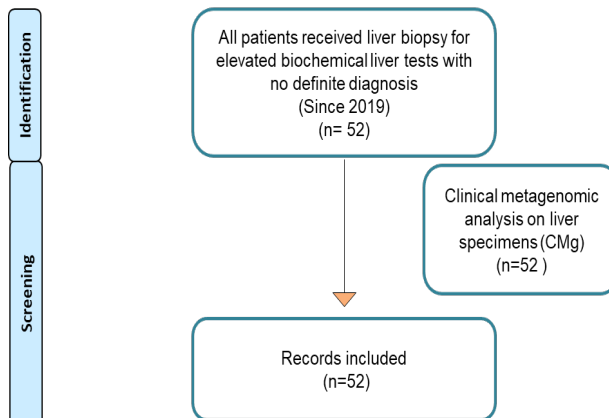 Identification
All patients received liver biopsy for
elevated biochemical liver tests with
no definite diagnosis
(Since 2019)
(n= 52)
Screening
Clinical metagenomic
analysis on liver
specimens (CMg)
(n=52 )
Records included
(n=52)